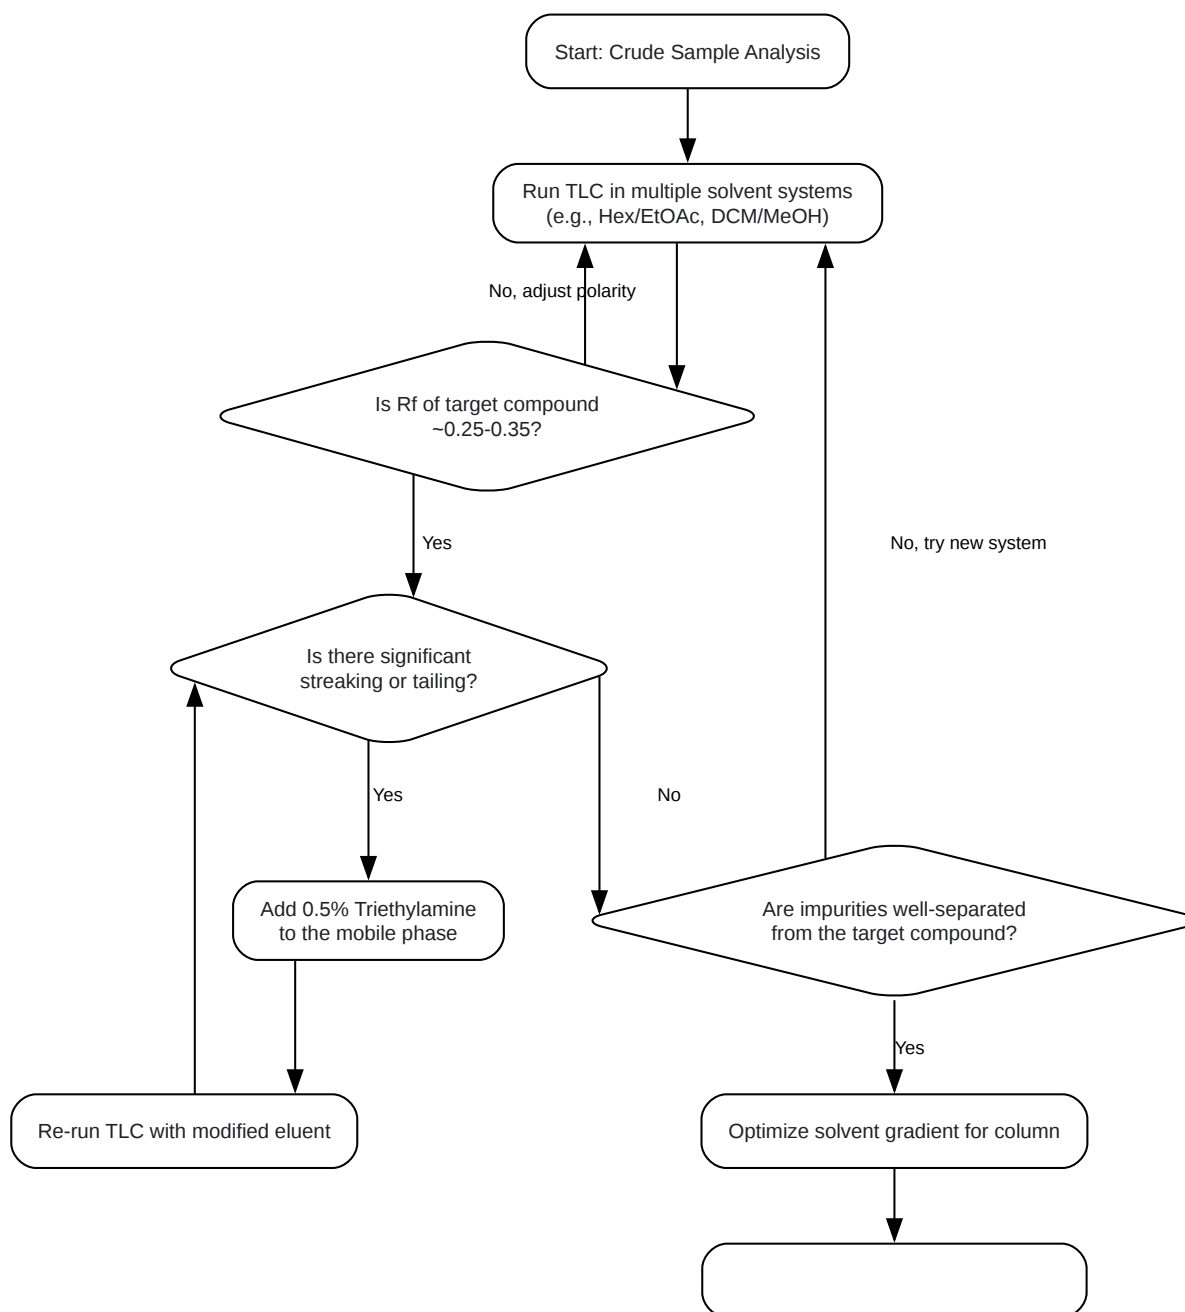 Start: Crude Sample Analysis
Run TLC in multiple solvent systems
(e.g., Hex/EtOAc, DCM/MeOH)
No, adjust polarity
Is Rf of target compound
~0.25-0.35?
Yes
No, try new system
Is there significant
streaking or tailing?
Yes
No
Add 0.5% Triethylamine
to the mobile phase
Are impurities well-separated
from the target compound?
Yes
Re-run TLC with modified eluent
Optimize solvent gradient for column